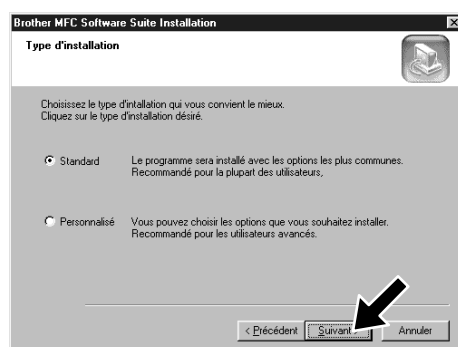 Brother MFC Software Suite Installation
Type d'installation
Choisissez le type d'intallation qui vous convient le mieux.
Cliquez sur le type d'installation désiré.
Standard Le programme sera installé avec les options les plus communes.
Recommandé pour la plupart des utilisateurs,
Personnalisé Vous pouvez choisir les options que vous souhaitez installer.
Recommandé pour les utilisateurs avancés.
< Précédent Suivant Annuler